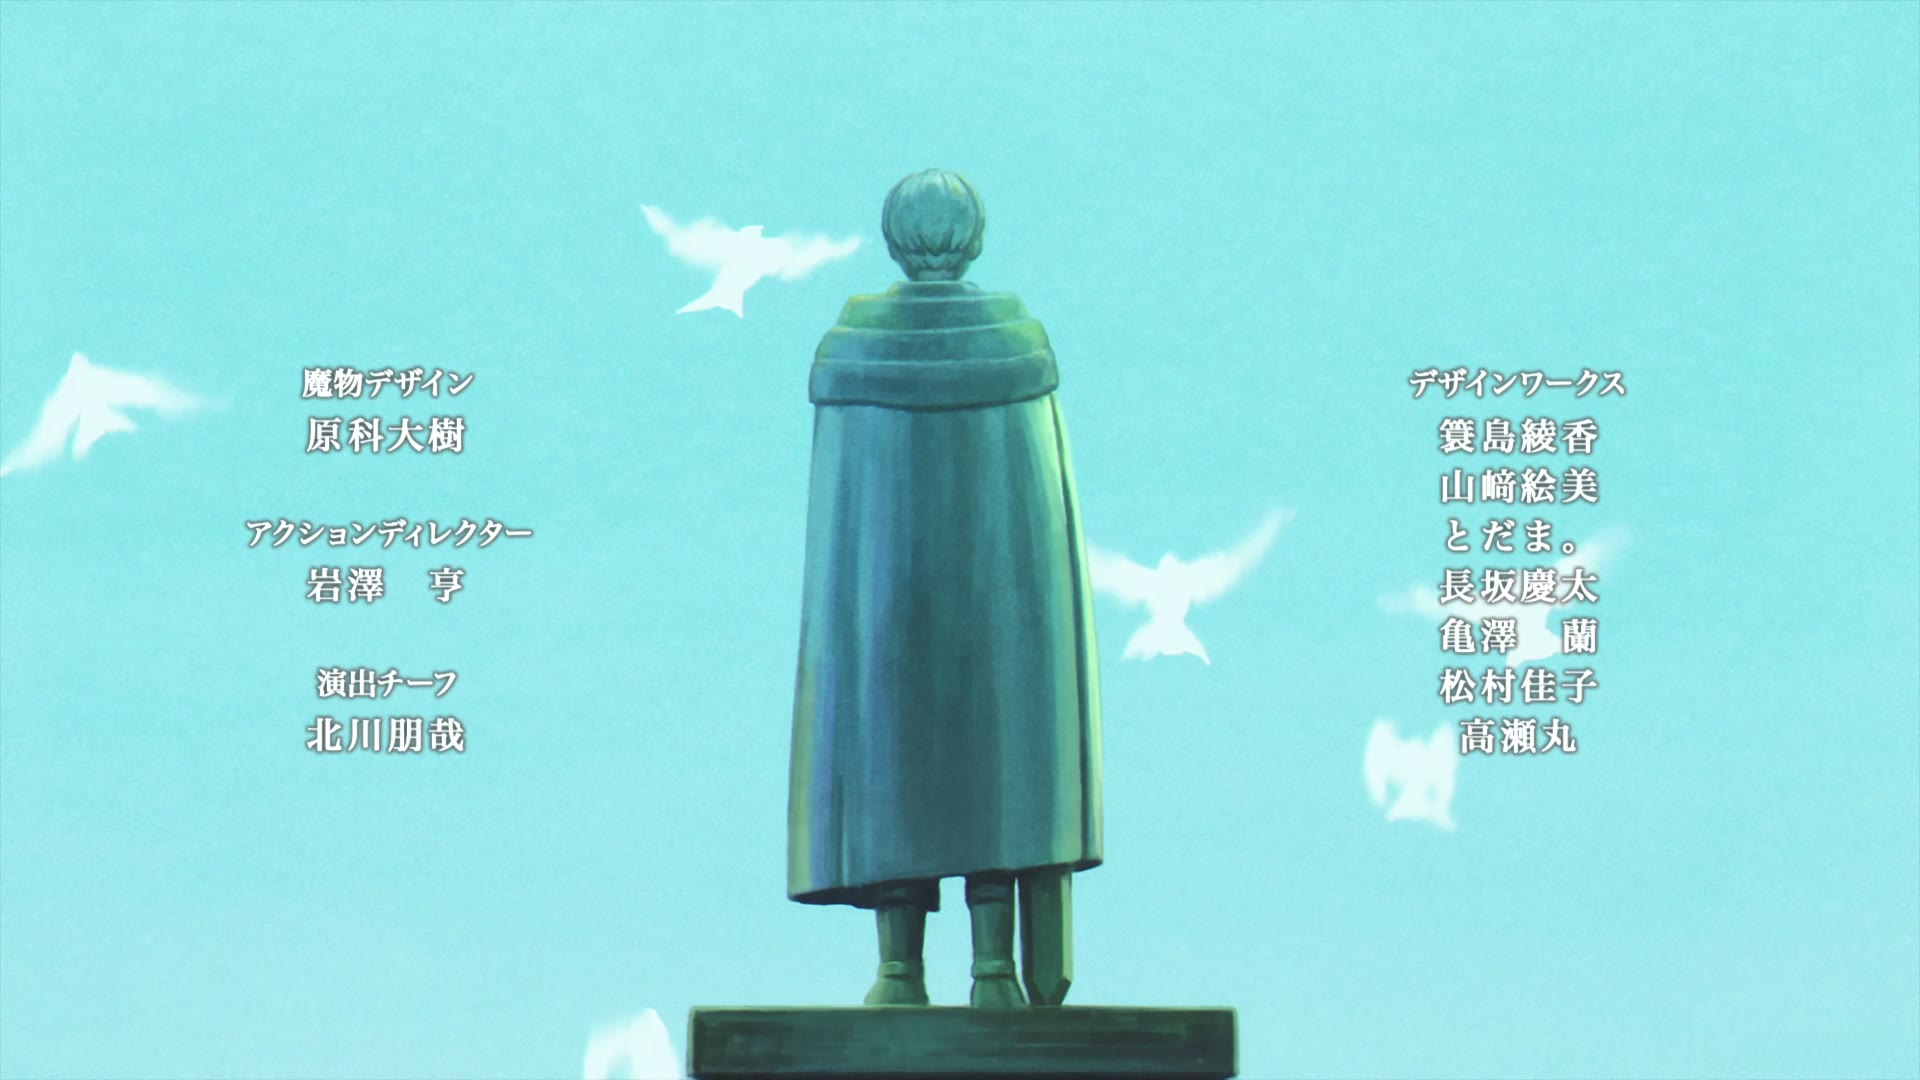 魔物デザイン
原科大樹
アクションディレクター
岩澤　亨
演出チーフ
北川朋哉
デザインワークス
簑島綾香
山﨑絵美
とだま。
長坂慶太
亀澤　蘭
松村佳子
高瀬丸